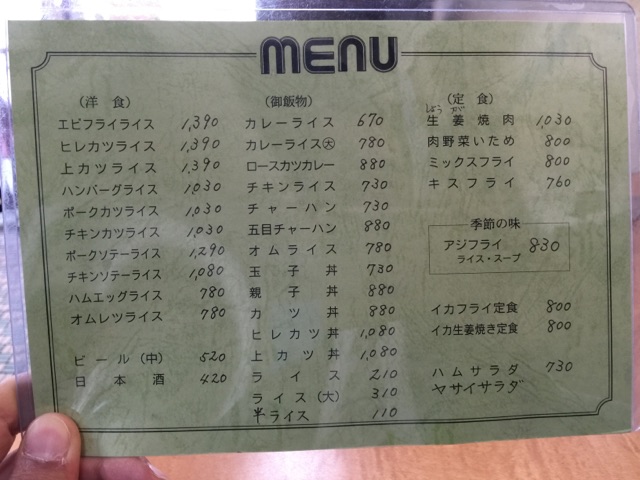 MENU
（洋食）
エビフライライス 1,390
ヒレカツライス 1,390
上カツライス 1,390
ハンバーグライス 1,030
ポークカツライス 1,030
チキンカツライス 1,030
ポークソテーライス 1,290
チキンソテーライス 1,080
ハムエッグライス 780
オムレツライス 780
ビール（中） 520
日本酒 420
（御飯物）
カレーライス 670
カレーライス㊅ 780
ロースカツカレー 880
チキンライス 730
チャーハン 730
五目チャーハン 880
オムライス 780
玉子丼 730
親子丼 880
カツ丼 880
ヒレカツ丼 1,080
上カツ丼 1,080
ライス 210
ライス（大） 310
半ライス 110
（定食）
しょうが
生姜焼肉 1,030
肉野菜いため 800
ミックスフライ 800
キスフライ 760
季節の味
アジフライ 830
ライス・スープ
イカフライ定食 800
イカ生姜焼き定食 800
ハムサラダ 730
ヤサイサラダ